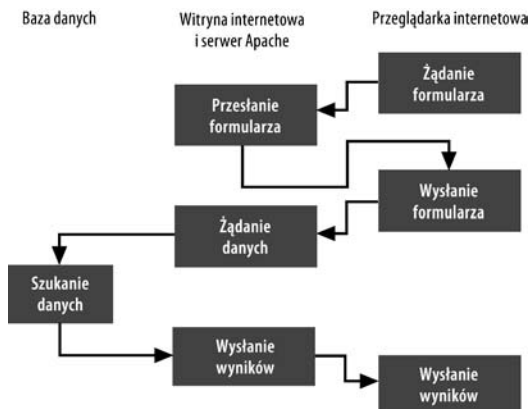 Baza danych
Witryna internetowa
i serwer Apache
Przeglądarka internetowa
Żądanie
formularza
Przesłanie
formularza
Wysłanie
formularza
Żądanie
danych
Szukanie
danych
Wysłanie
wyników
Wysłanie
wyników